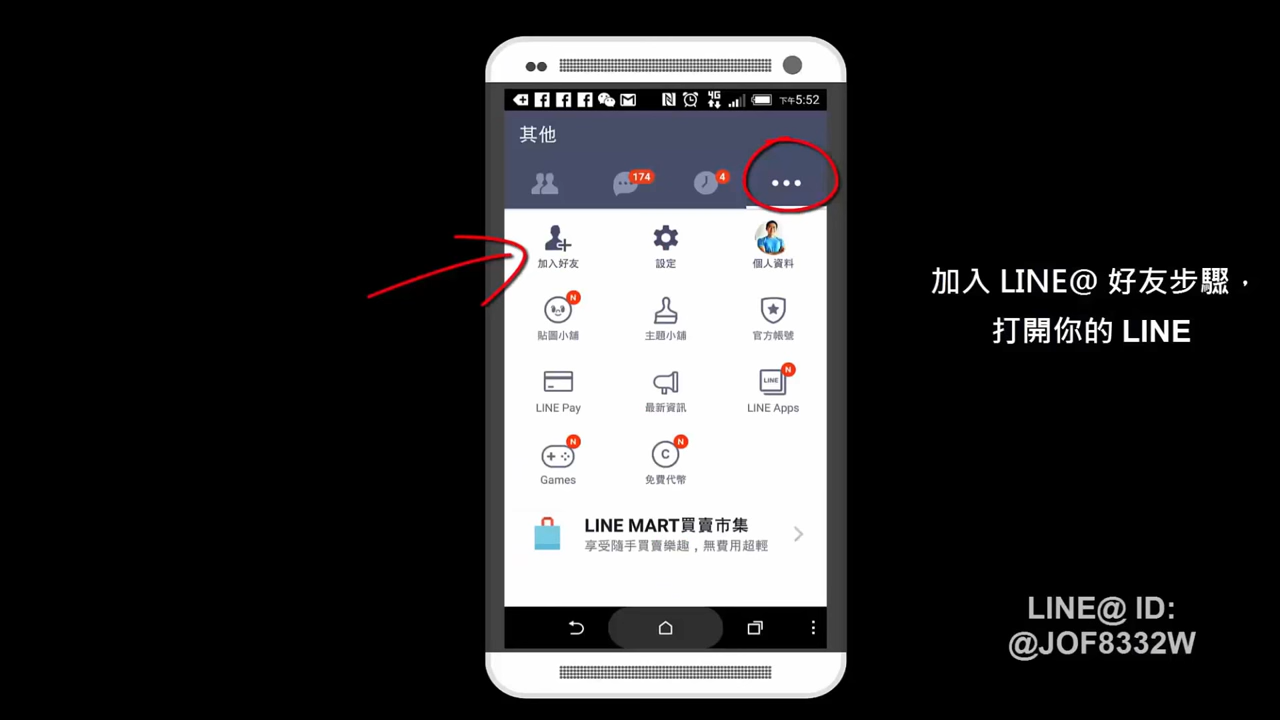 下午5:52
其他
174
4
加入好友
設定
個人資料
N
貼圖小舖
主題小舖
官方帳號
LINE
N
LINE Pay
最新資訊
LINE Apps
N
C
N
Games
免費代幣
LINE MART買賣市集
享受隨手買賣樂趣，無費用超輕
加入 LINE@ 好友步驟，
打開你的 LINE
LINE@ ID:
@JOF8332W